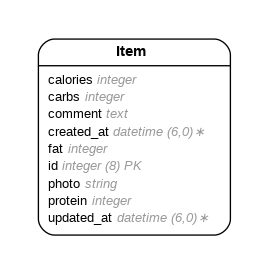 Item
calories integer
carbs integer
comment text
created_at datetime (6,0)∗
fat integer
id integer (8) PK
photo string
protein integer
updated_at datetime (6,0)∗